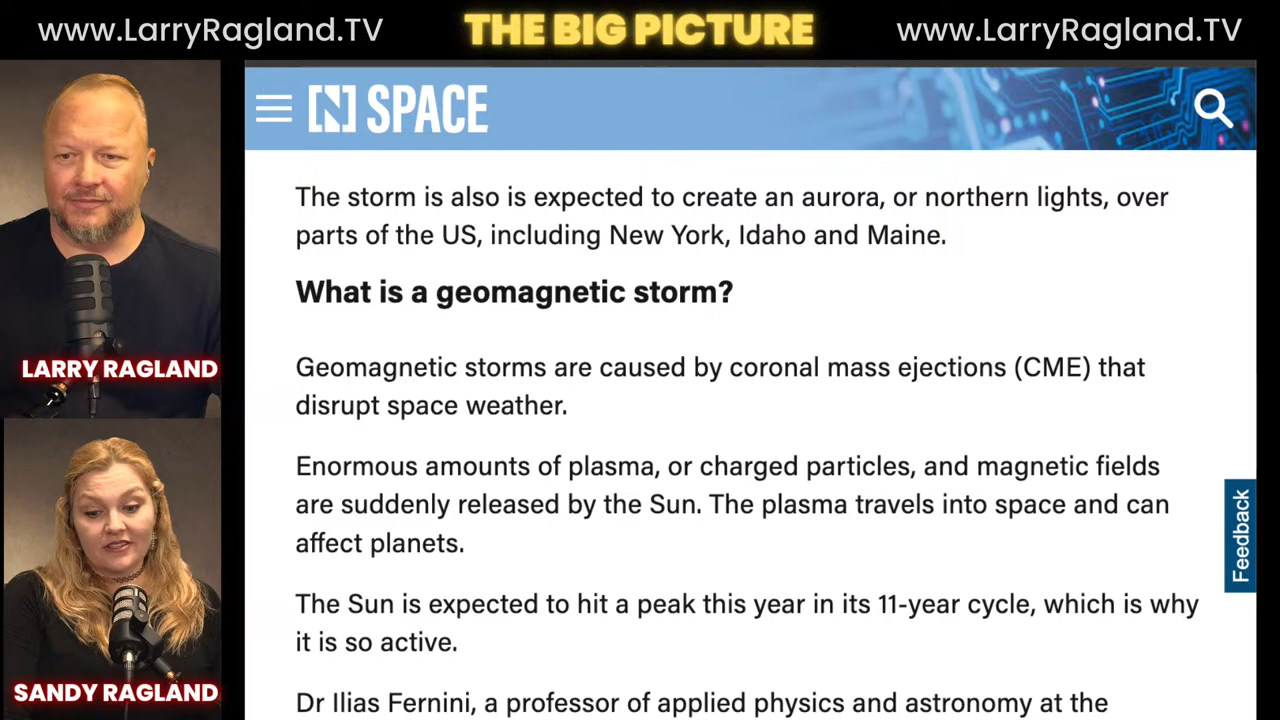 www.LarryRagland.TV
THE BIG PICTURE
www.LarryRagland.TV
[N] SPACE
The storm is also is expected to create an aurora, or northern lights, over
parts of the US, including New York, Idaho and Maine.
What is a geomagnetic storm?
Geomagnetic storms are caused by coronal mass ejections (CME) that
disrupt space weather.
Enormous amounts of plasma, or charged particles, and magnetic fields
are suddenly released by the Sun. The plasma travels into space and can
affect planets.
The Sun is expected to hit a peak this year in its 11-year cycle, which is why
it is so active.
Dr Ilias Fernini, a professor of applied physics and astronomy at the
Feedback
LARRY RAGLAND
SANDY RAGLAND